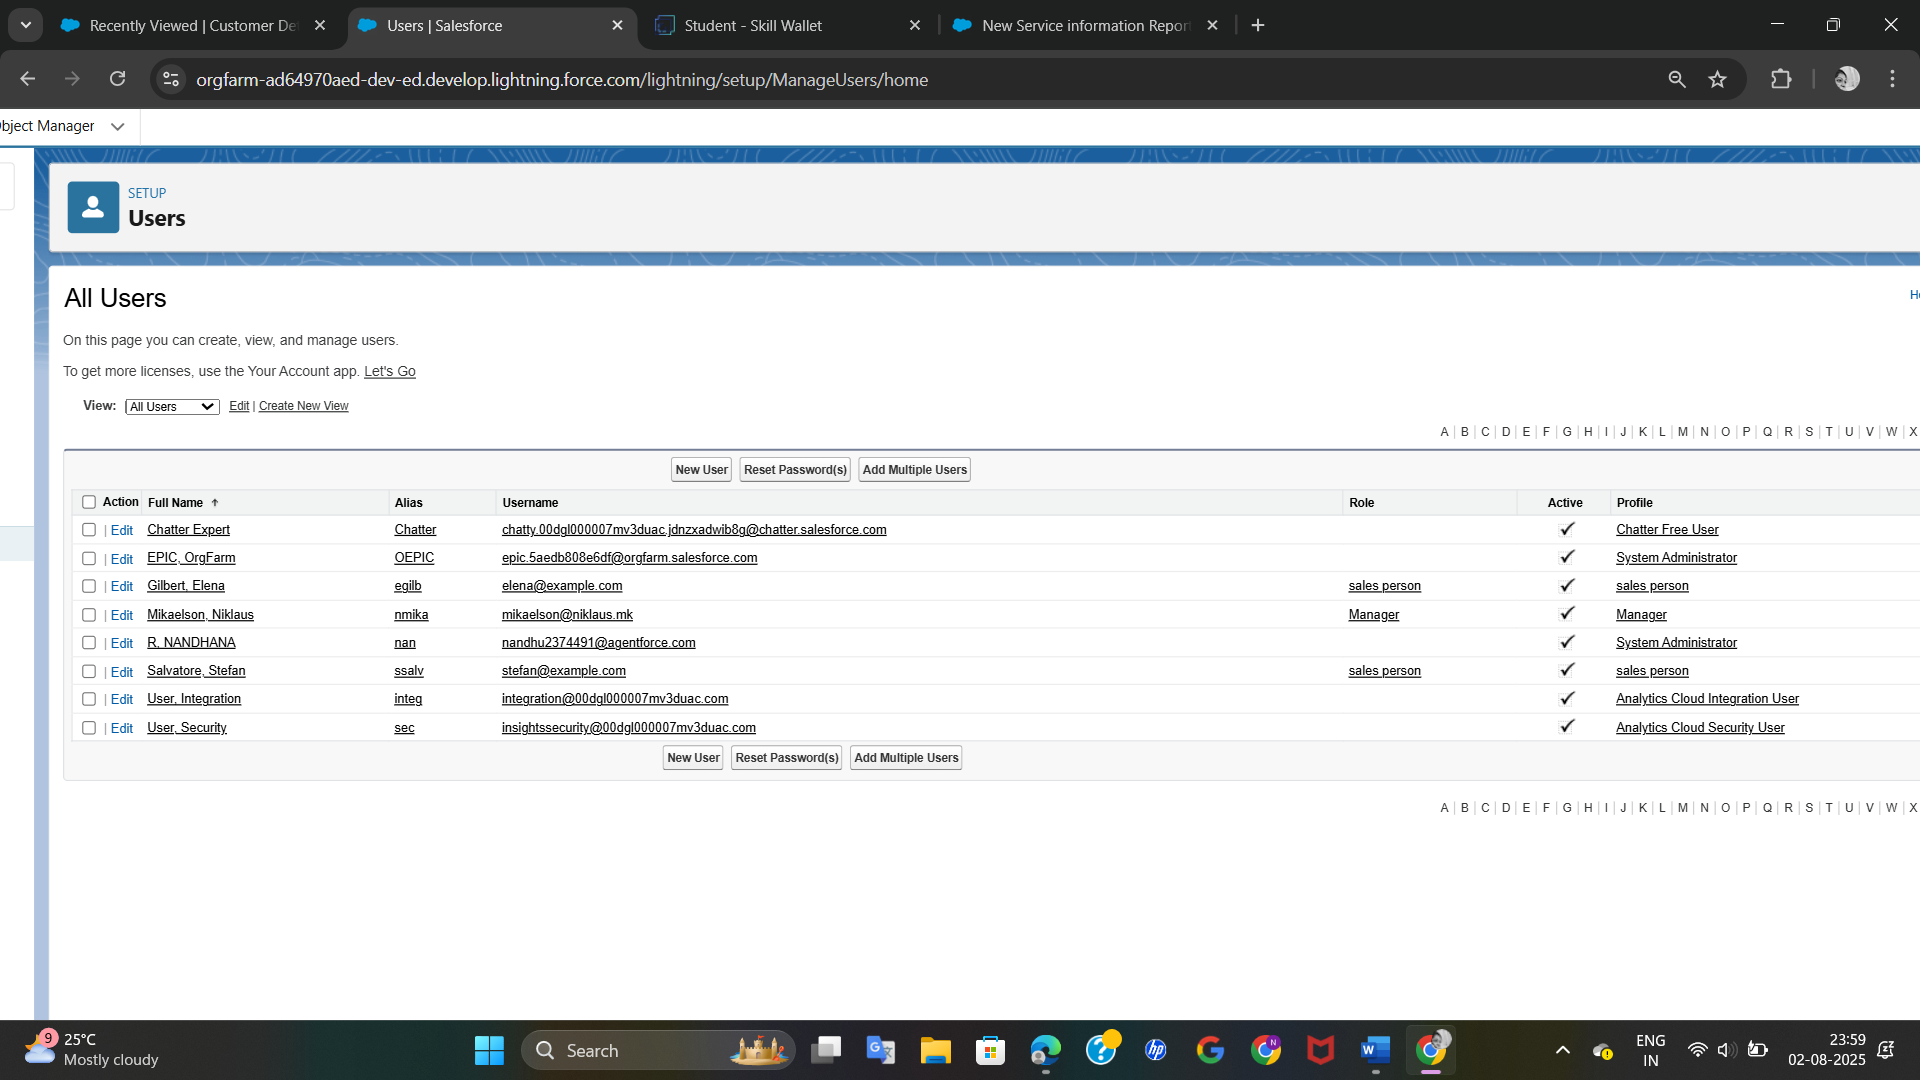 Recently Viewed | Customer De
Users | Salesforce
Student - Skill Wallet
New Service information Repor
orgfarm-ad64970aed-dev-ed.develop.lightning.force.com/lightning/setup/ManageUsers/home
bject Manager
SETUP
Users
All Users
He
On this page you can create, view, and manage users.
To get more licenses, use the Your Account app. Let's Go
View: All Users Edit | Create New View
A | B | C | D | E | F | G | H | I | J | K | L | M | N | O | P | Q | R | S | T | U | V | W | X
New User Reset Password(s) Add Multiple Users
Action Full Name ↑ Alias Username Role Active Profile
| Edit Chatter Expert Chatter chatty.00dgl000007mv3duac.jdnzxadwib8g@chatter.salesforce.com ✓ Chatter Free User
| Edit EPIC, OrgFarm OEPIC epic.5aedb808e6df@orgfarm.salesforce.com ✓ System Administrator
| Edit Gilbert, Elena egilb elena@example.com sales person ✓ sales person
| Edit Mikaelson, Niklaus nmika mikaelson@niklaus.mk Manager ✓ Manager
| Edit R, NANDHANA nan nandhu2374491@agentforce.com ✓ System Administrator
| Edit Salvatore, Stefan ssalv stefan@example.com sales person ✓ sales person
| Edit User, Integration integ integration@00dgl000007mv3duac.com ✓ Analytics Cloud Integration User
| Edit User, Security sec insightssecurity@00dgl000007mv3duac.com ✓ Analytics Cloud Security User
New User Reset Password(s) Add Multiple Users
A | B | C | D | E | F | G | H | I | J | K | L | M | N | O | P | Q | R | S | T | U | V | W | X
9
25°C
Mostly cloudy
Search
hp
N
W
ENG
IN
23:59
02-08-2025